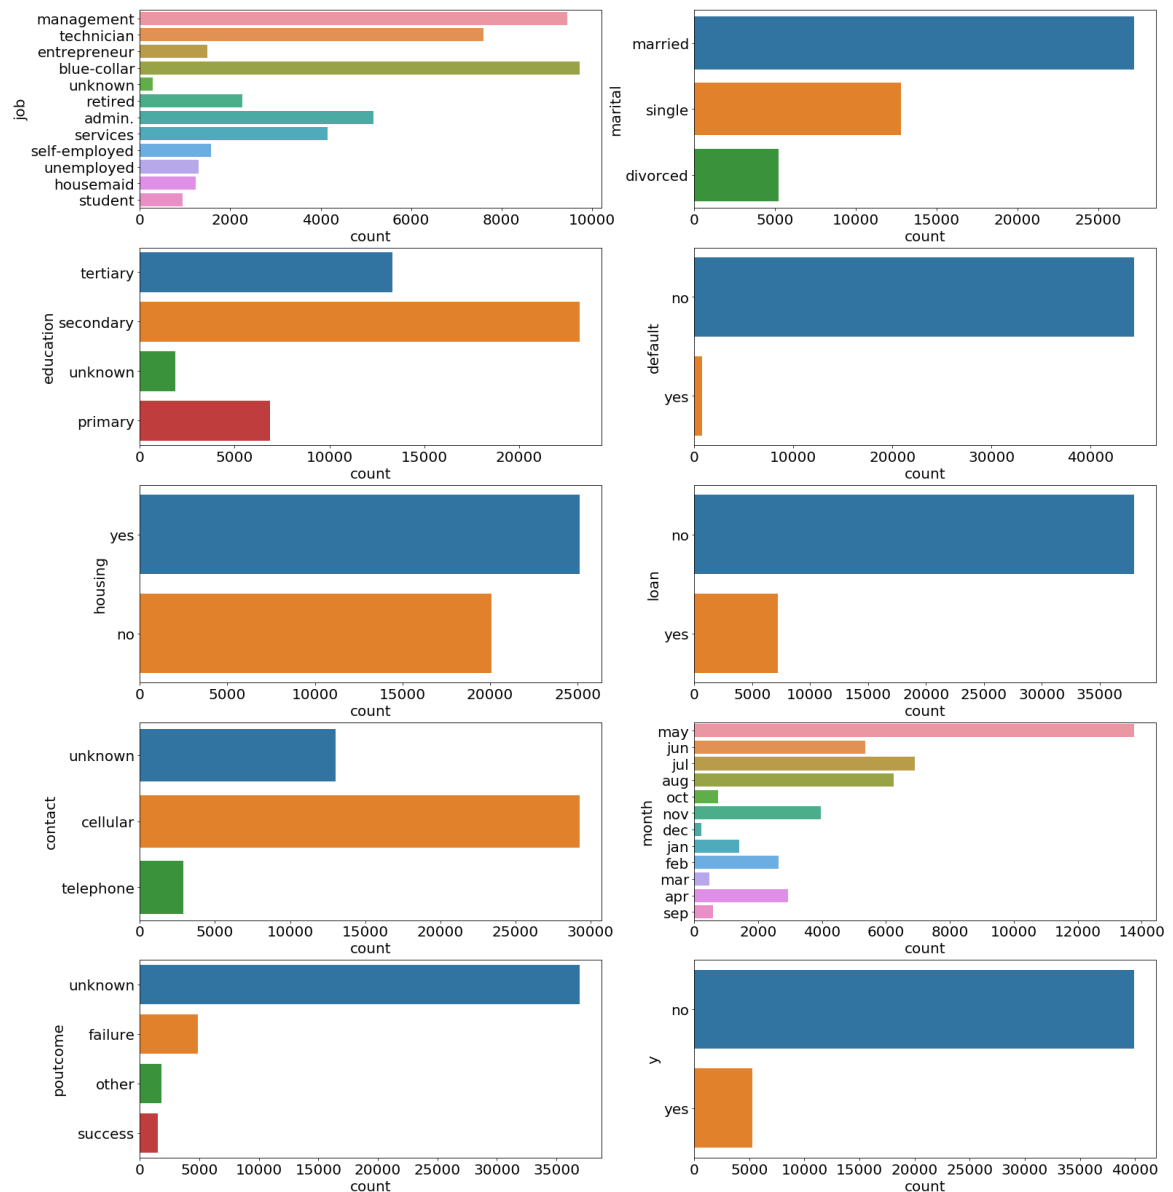 management
technician
entrepreneur
blue-collar
unknown
retired
admin.
services
self-employed
unemployed
housemaid
student
job
0 2000 4000 6000 8000 10000
count
married
single
divorced
marital
0 5000 10000 15000 20000 25000
count
tertiary
secondary
unknown
primary
education
0 5000 10000 15000 20000
count
no
yes
default
0 10000 20000 30000 40000
count
yes
no
housing
0 5000 10000 15000 20000 25000
count
no
yes
loan
0 5000 10000 15000 20000 25000 30000 35000
count
unknown
cellular
telephone
contact
0 5000 10000 15000 20000 25000 30000
count
may
jun
jul
aug
oct
nov
dec
jan
feb
mar
apr
sep
month
0 2000 4000 6000 8000 10000 12000 14000
count
unknown
failure
other
success
poutcome
0 5000 10000 15000 20000 25000 30000 35000
count
no
yes
y
0 5000 10000 15000 20000 25000 30000 35000 40000
count